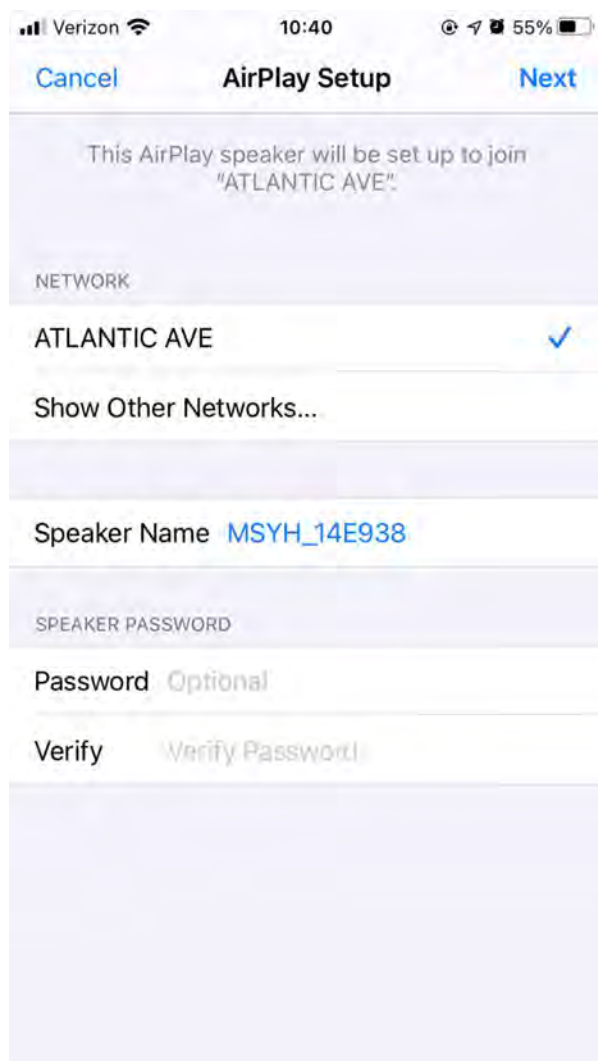 Verizon 10:40 55%
Cancel AirPlay Setup Next
This AirPlay speaker will be set up to join
"ATLANTIC AVE".
NETWORK
ATLANTIC AVE
Show Other Networks...
Speaker Name MSYH_14E938
SPEAKER PASSWORD
Password Optional
Verify Verify Password